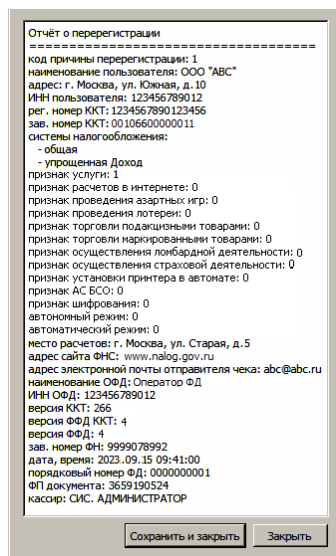 Отчёт о перерегистрации
=====================================
код причины перерегистрации: 1
наименование пользователя: ООО "АВС"
адрес: г. Москва, ул. Южная, д.10
ИНН пользователя: 123456789012
рег. номер ККТ: 1234567890123456
зав. номер ККТ: 00106600000011
системы налогообложения:
- общая
- упрощенная Доход
признак услуги: 1
признак расчетов в интернете: 0
признак проведения азартных игр: 0
признак проведения лотереи: 0
признак торговли подакцизными товарами: 0
признак торговли маркированными товарами: 0
признак осуществления ломбардной деятельности: 0
признак осуществления страховой деятельности: 0
признак установки принтера в автомате: 0
признак АС БСО: 0
признак шифрования: 0
автономный режим: 0
автоматический режим: 0
место расчетов: г. Москва, ул. Старая, д.5
адрес сайта ФНС: www.nalog.gov.ru
адрес электронной почты отправителя чека: abc@abc.ru
наименование ОФД: Оператор ФД
ИНН ОФД: 123456789012
версия ККТ: 266
версия ФФД ККТ: 4
версия ФФД: 4
зав. номер ФН: 9999078992
дата, время: 2023.09.15 09:41:00
порядковый номер ФД: 0000000001
ФП документа: 3659190524
кассир: СИС. АДМИНИСТРАТОР
Сохранить и закрыть Закрыть